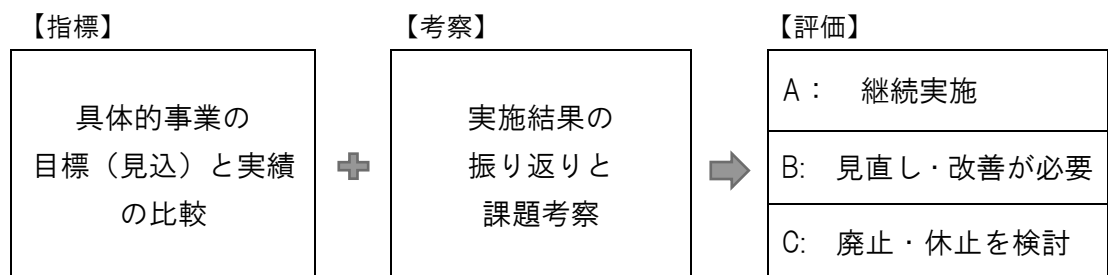 【指標】
具体的事業の
目標（見込）と実績
の比較
【考察】
実施結果の
振り返りと
課題考察
【評価】
A： 継続実施
B: 見直し・改善が必要
C: 廃止・休止を検討